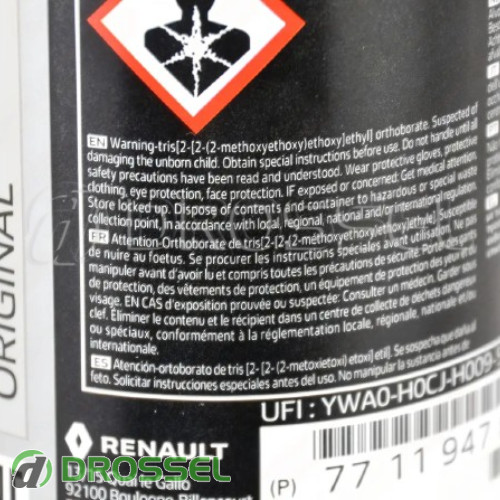 EN Warning-tris[2-[2-(2-methoxyethoxy)ethoxy]ethyl] orthoborate. Suspected of
damaging the unborn child. Obtain special instructions before use. Do not handle until all
safety precautions have been read and understood. Wear protective gloves, protective
clothing, eye protection, face protection. IF exposed or concerned: Get medical attention.
Store locked up. Dispose of contents and container to hazardous or special waste
collection point, in accordance with local, regional, national and/or international regulation.
FR Attention-Orthoborate de tris[2-[2-(2-méthoxyethoxy)ethoxy]ethyle]. Susceptible
de nuire au foetus. Se procurer les instructions spéciales avant utilisation. Ne pas
manipuler avant d'avoir lu et compris toutes les précautions de sécurité. Porter des gants
de protection, des vêtements de protection, un équipement de protection des yeux et du
visage. EN CAS d'exposition prouvée ou suspectée: Consulter un médecin. Garder sous
clef. Éliminer le contenu et le récipient dans un centre de collecte de déchets dangereux
ou spéciaux, conformément à la réglementation locale, régionale, nationale et/ou
internationale.
ES Atención-ortoborato de tris [2- [2- (2-metoxietoxi) etoxi] etil]. Se sospecha que daña al
feto. Solicitar instrucciones especiales antes del uso. No manipular la sustancia antes de
ORIGINAL
UFI : YWA0-H0CJ-H009
RENAULT
(P) 77 11 947
Gallo
92100 Boulogne-Billancourt
DROSSEL